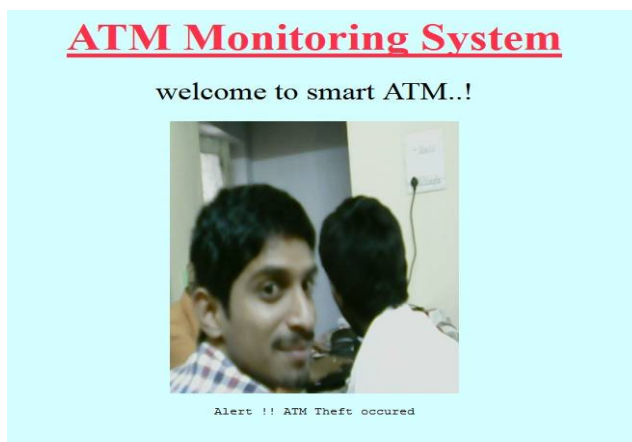 ATM Monitoring System
welcome to smart ATM..!
Alert !! ATM Theft occured